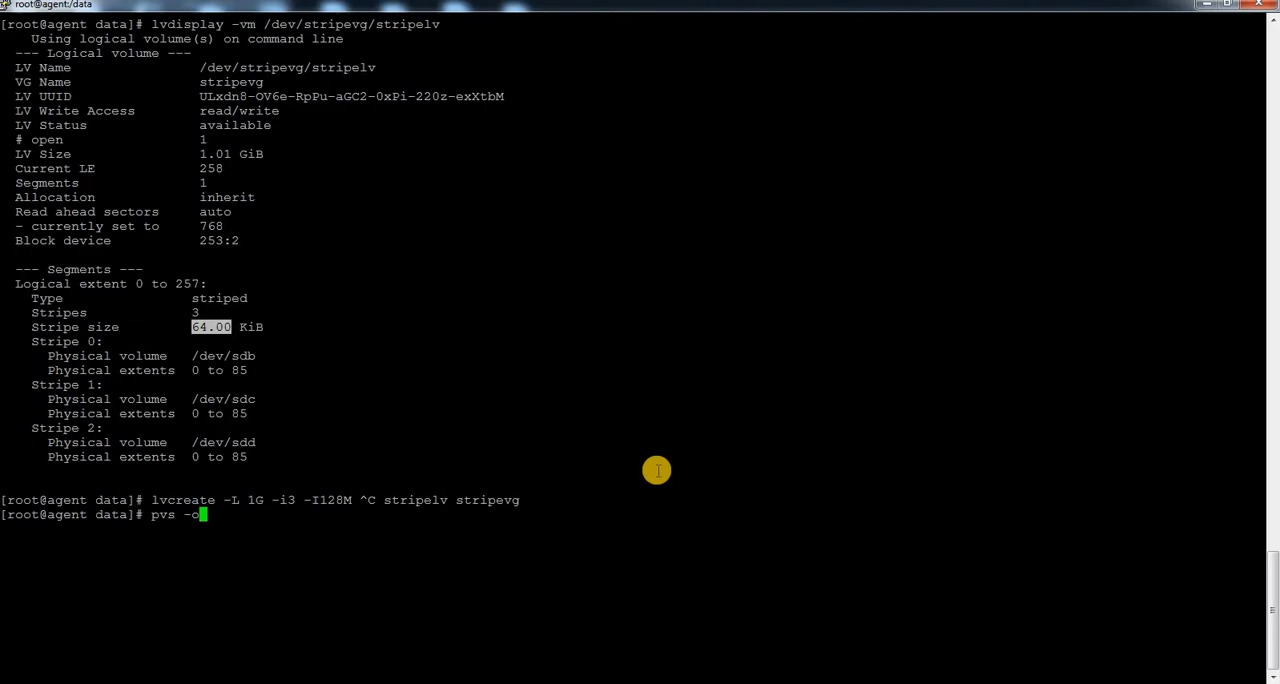 root@agent:/data
[root@agent data]# lvdisplay -vm /dev/stripevg/stripelv
Using logical volume(s) on command line
--- Logical volume ---
LV Name /dev/stripevg/stripelv
VG Name stripevg
LV UUID ULxdn8-OV6e-RpPu-aGC2-0xPi-220z-exXtbM
LV Write Access read/write
LV Status available
# open 1
LV Size 1.01 GiB
Current LE 258
Segments 1
Allocation inherit
Read ahead sectors auto
- currently set to 768
Block device 253:2
--- Segments ---
Logical extent 0 to 257:
Type striped
Stripes 3
Stripe size 64.00 KiB
Stripe 0:
Physical volume /dev/sdb
Physical extents 0 to 85
Stripe 1:
Physical volume /dev/sdc
Physical extents 0 to 85
Stripe 2:
Physical volume /dev/sdd
Physical extents 0 to 85
[root@agent data]# lvcreate -L 1G -i3 -I128M ^C stripelv stripevg
[root@agent data]# pvs -o